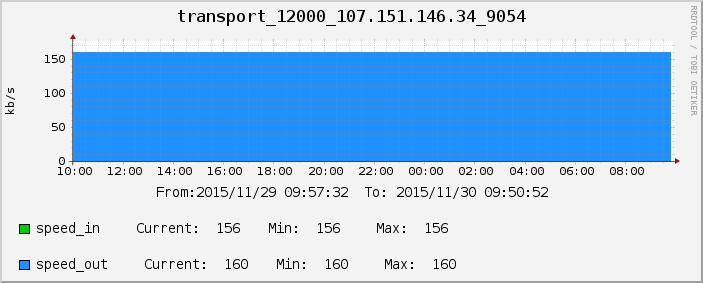 transport_12000_107.151.146.34_9054
RRDTOOL / TOBI OETIKER
kb/s
150
100
50
0
10:00 12:00 14:00 16:00 18:00 20:00 22:00 00:00 02:00 04:00 06:00 08:00
From:2015/11/29 09:57:32 To: 2015/11/30 09:50:52
speed_in Current: 156 Min: 156 Max: 156
speed_out Current: 160 Min: 160 Max: 160